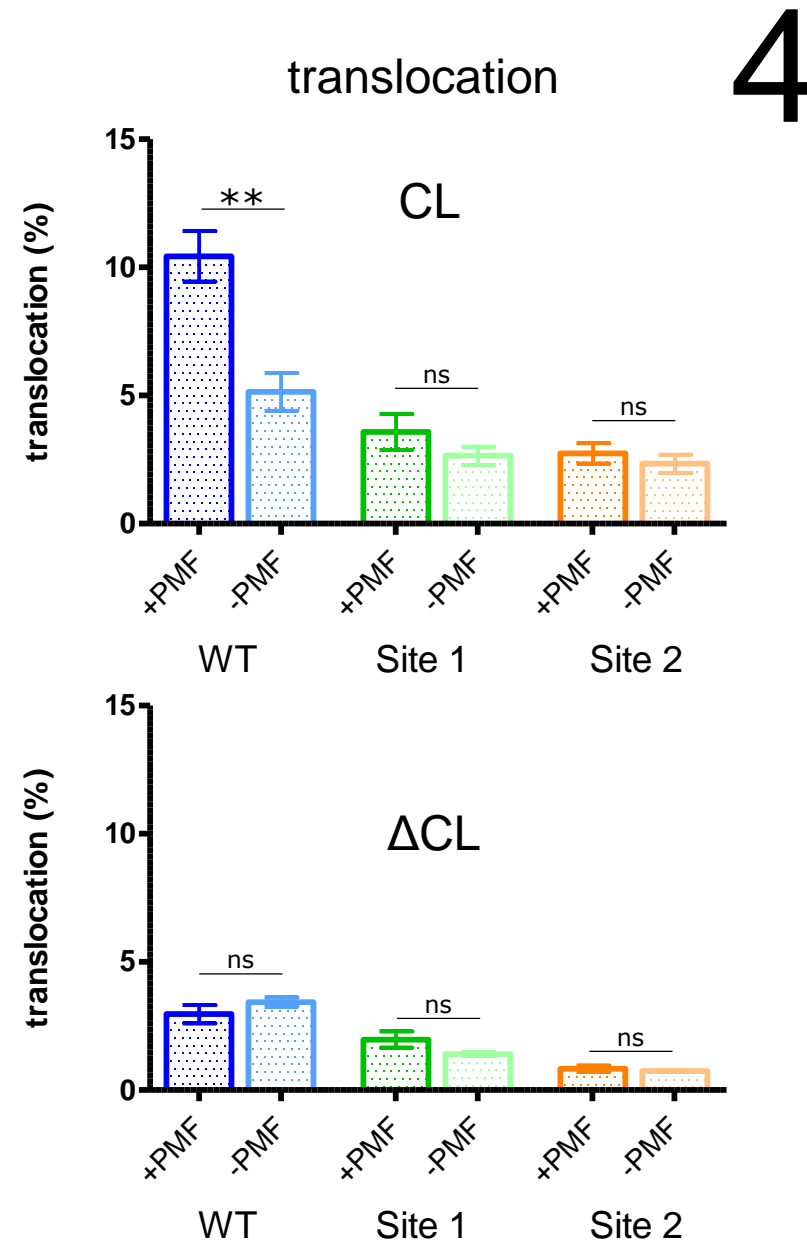 4
translocation
CL
translocation (%)
15
10
5
0
**
ns
ns
+PMF -PMF +PMF -PMF +PMF -PMF
WT Site 1 Site 2
ΔCL
translocation (%)
15
10
5
0
ns
ns
ns
+PMF -PMF +PMF -PMF +PMF -PMF
WT Site 1 Site 2